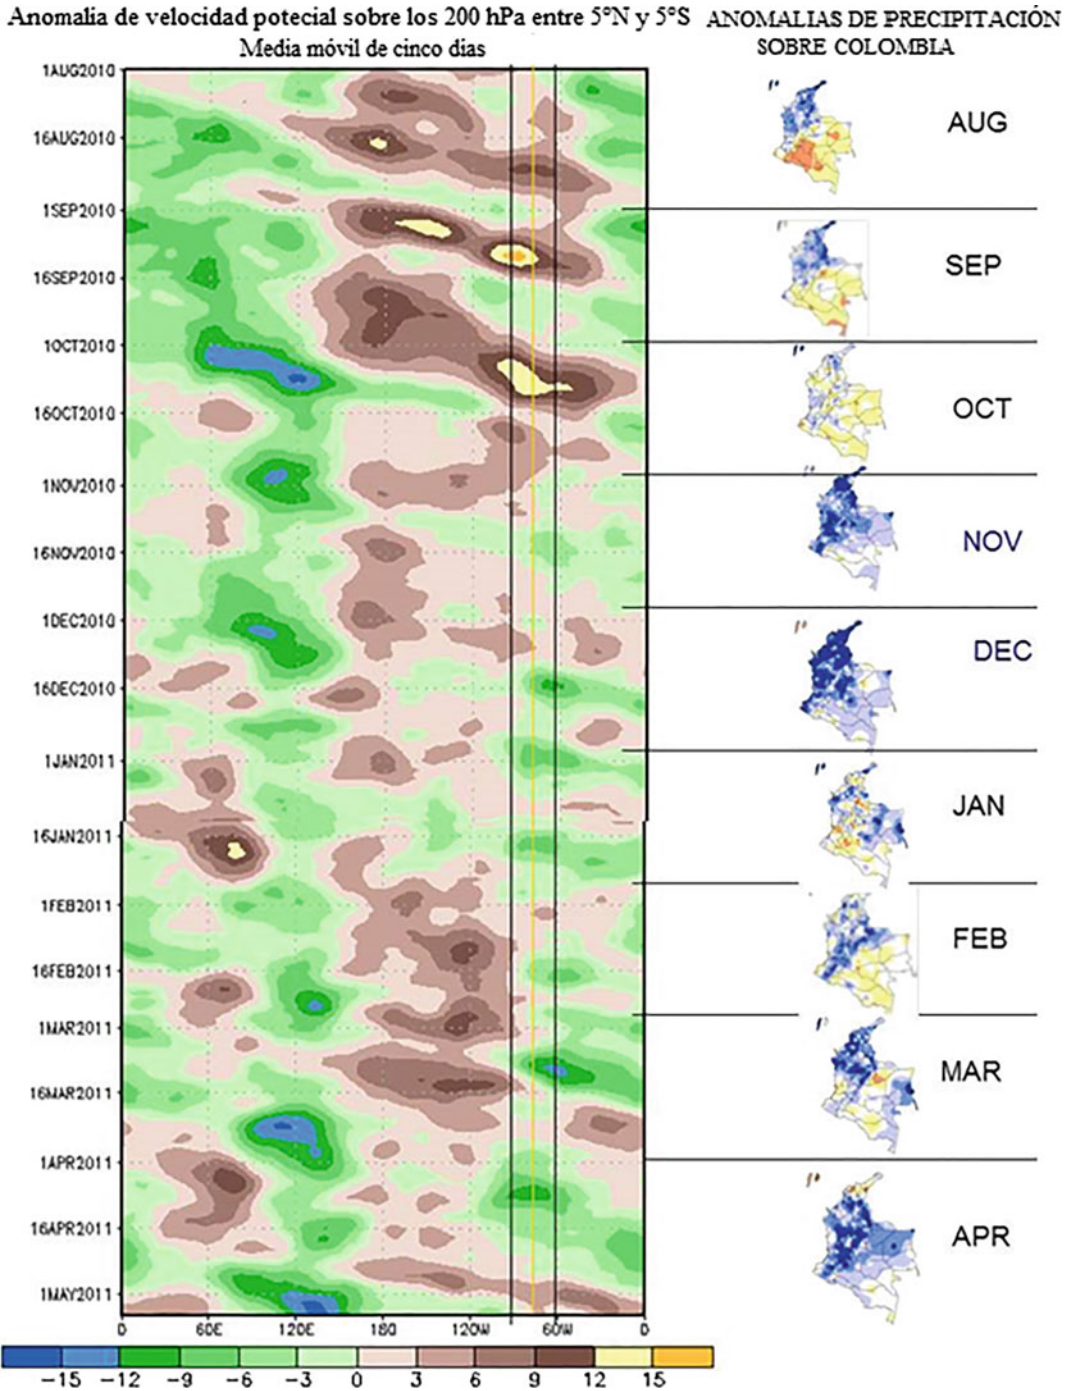 Anomalia de velocidad potecial sobre los 200 hPa entre 5°N y 5°S
Media móvil de cinco dias
ANOMALIAS DE PRECIPITACIÓN
SOBRE COLOMBIA
1AUG2010
16AUG2010
1SEP2010
16SEP2010
1OCT2010
16OCT2010
1NOV2010
16NOV2010
1DEC2010
16DEC2010
1JAN2011
16JAN2011
1FEB2011
16FEB2011
1MAR2011
16MAR2011
1APR2011
16APR2011
1MAY2011
0 60E 120E 180 120W 60W 0
-15 -12 -9 -6 -3 0 3 6 9 12 15
AUG
SEP
OCT
NOV
DEC
JAN
FEB
MAR
APR